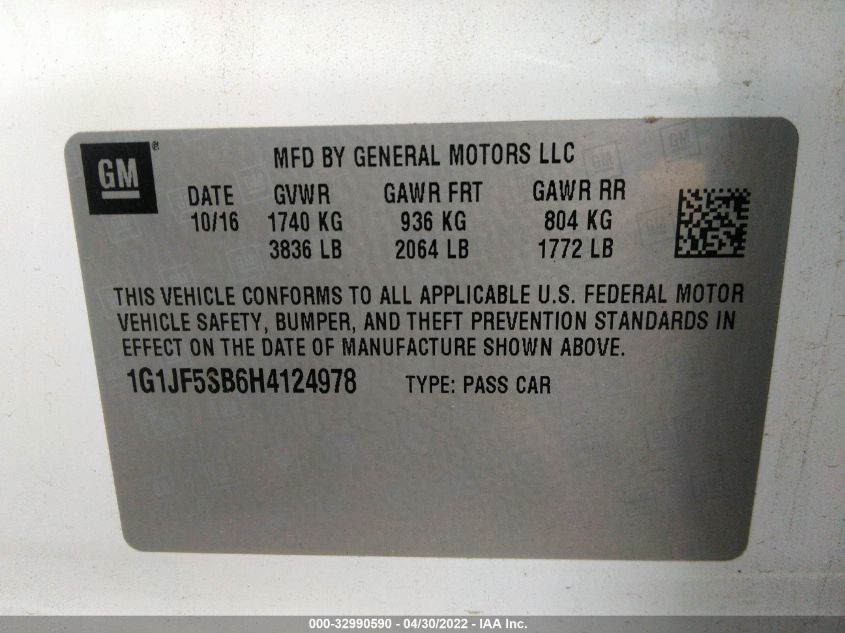 GM®
MFD BY GENERAL MOTORS LLC
DATE GVWR GAWR FRT GAWR RR
10/16 1740 KG 936 KG 804 KG
3836 LB 2064 LB 1772 LB
THIS VEHICLE CONFORMS TO ALL APPLICABLE U.S. FEDERAL MOTOR
VEHICLE SAFETY, BUMPER, AND THEFT PREVENTION STANDARDS IN
EFFECT ON THE DATE OF MANUFACTURE SHOWN ABOVE.
1G1JF5SB6H4124978 TYPE: PASS CAR
000-32990590 - 04/30/2022 - IAA Inc.